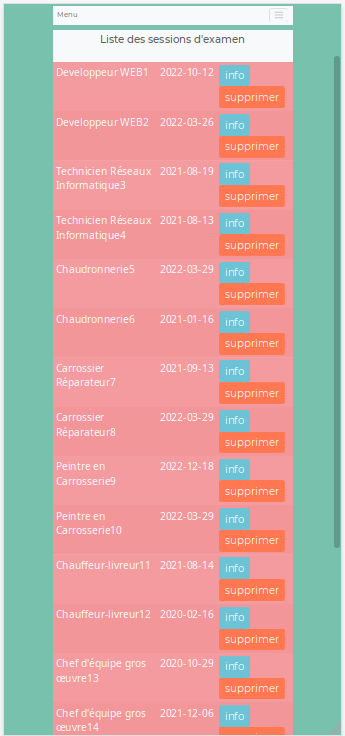 Menu
Liste des sessions d'examen
Developpeur WEB1 2022-10-12 info
supprimer
Developpeur WEB2 2022-03-26 info
supprimer
Technicien Réseaux 2021-08-19 info
Informatique3 supprimer
Technicien Réseaux 2021-08-13 info
Informatique4 supprimer
Chaudronnerie5 2022-03-29 info
supprimer
Chaudronnerie6 2021-01-16 info
supprimer
Carrossier 2021-09-13 info
Réparateur7 supprimer
Carrossier 2022-03-29 info
Réparateur8 supprimer
Peintre en 2022-12-18 info
Carrosserie9 supprimer
Peintre en 2022-03-29 info
Carrosserie10 supprimer
Chauffeur-livreur11 2021-08-14 info
supprimer
Chauffeur-livreur12 2020-02-16 info
supprimer
Chef d'équipe gros 2020-10-29 info
œuvre13 supprimer
Chef d'équipe gros 2021-12-06 info
œuvre14 supprimer